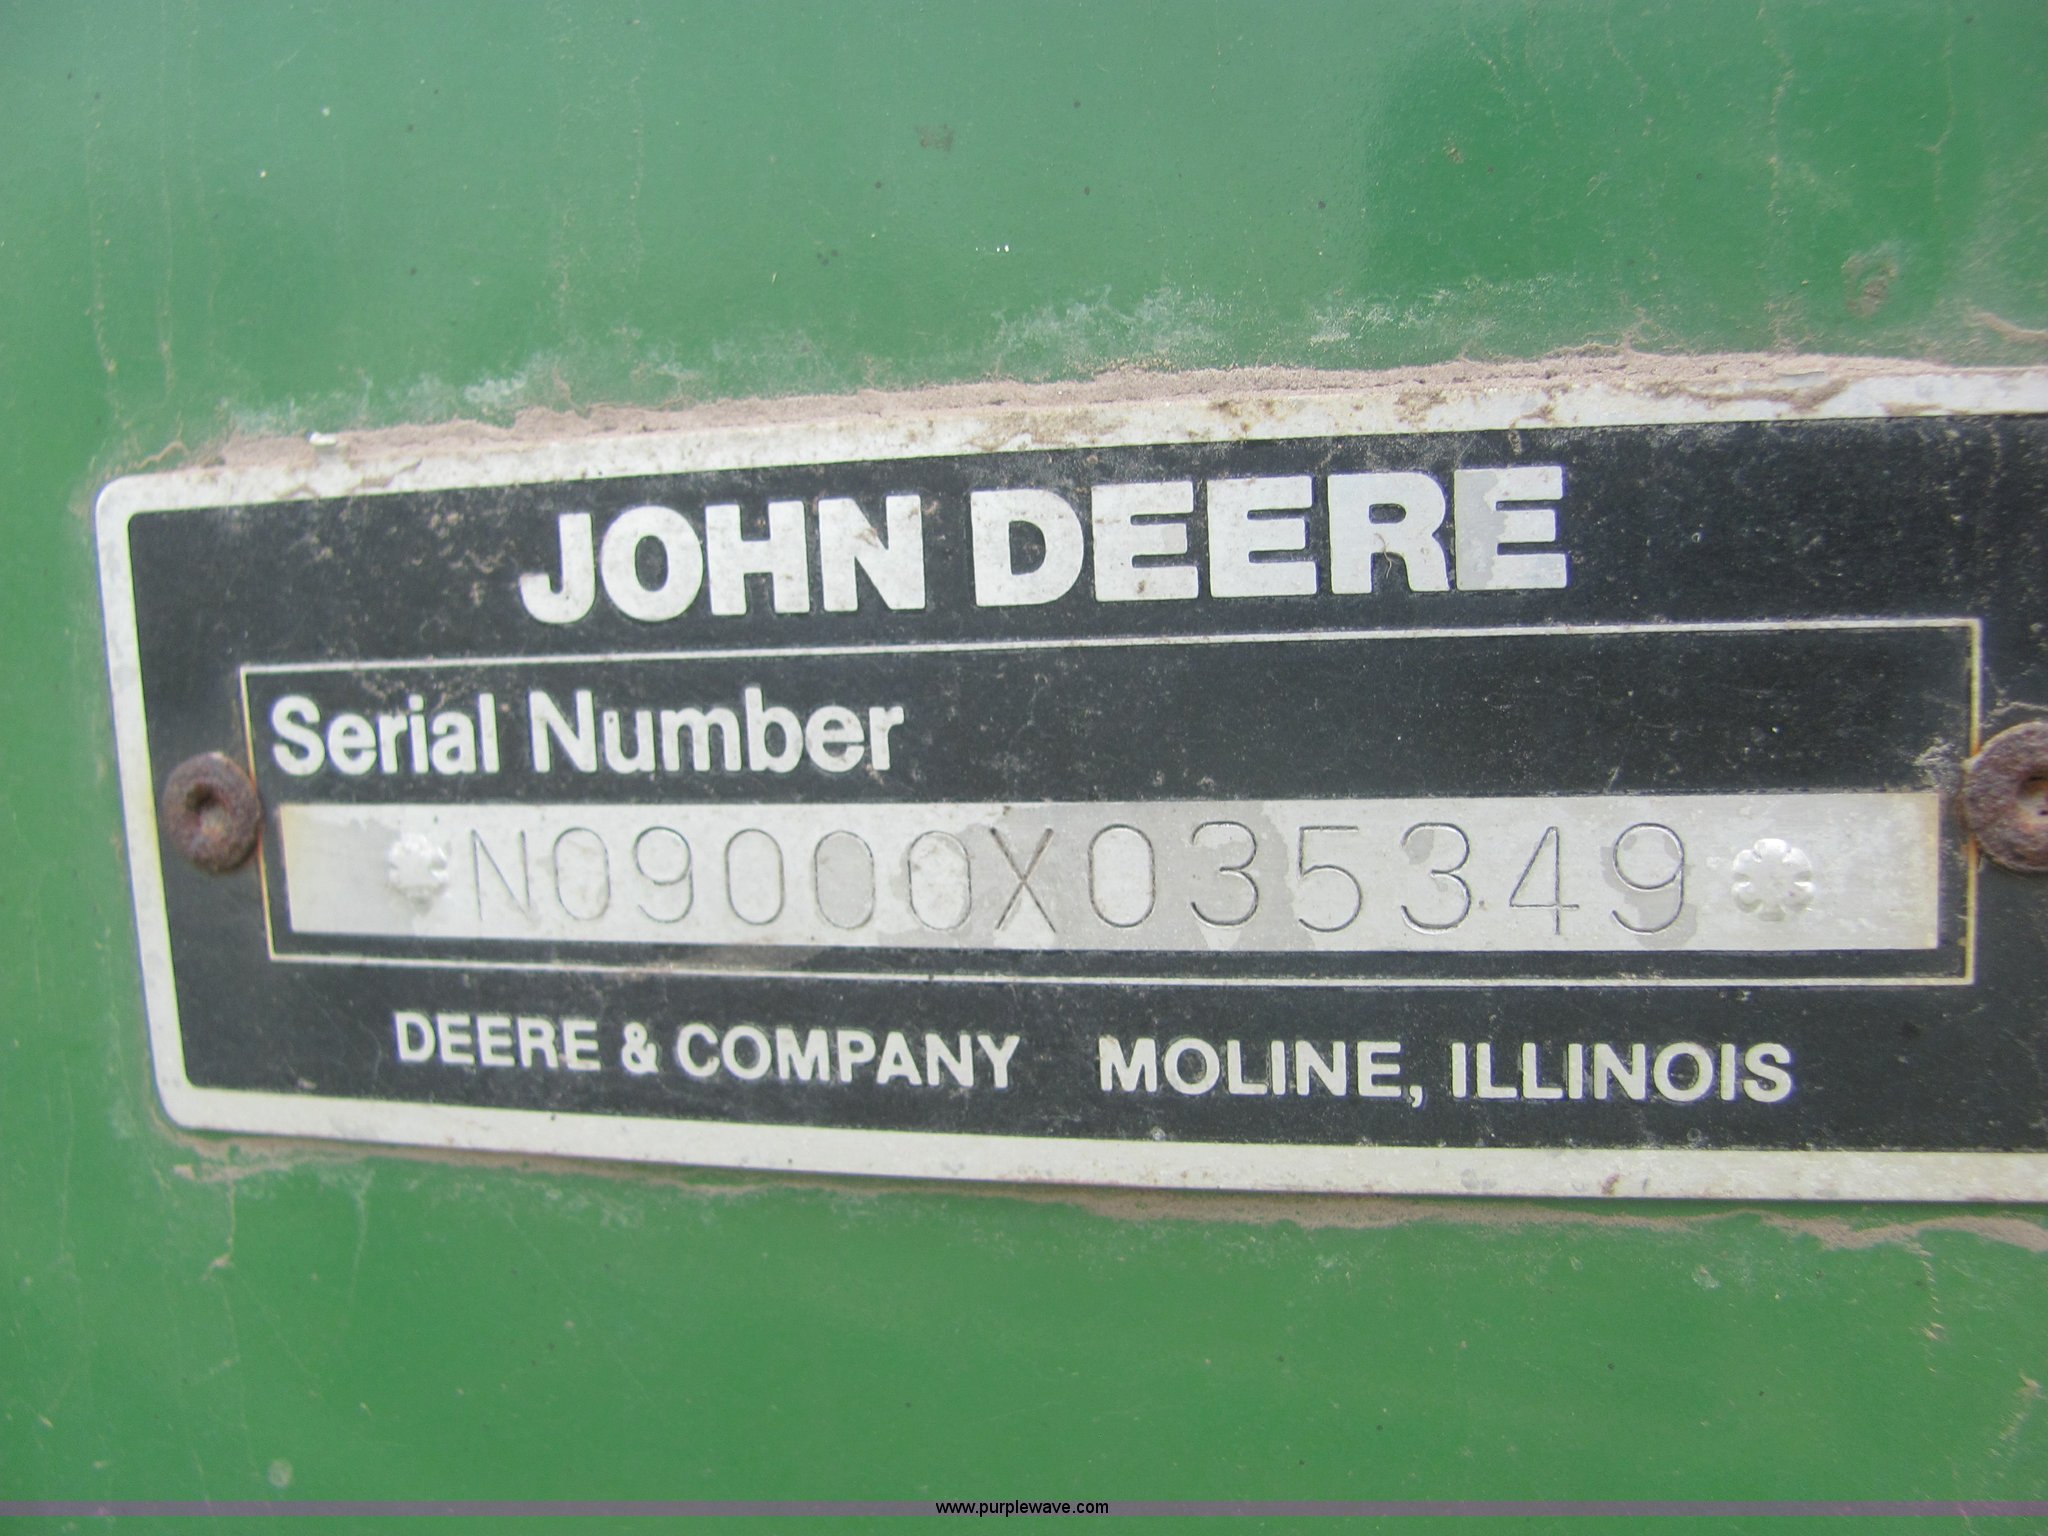 JOHN DEERE
Serial Number
N09000X035349
DEERE & COMPANY MOLINE, ILLINOIS
www.purplewave.com